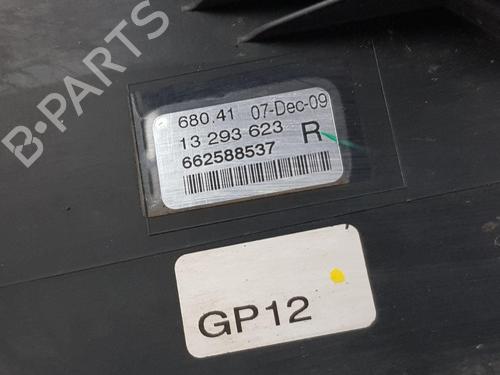 B-PARTS
680.41 07-Dec-09
13 293 623 R
662588537
GP12